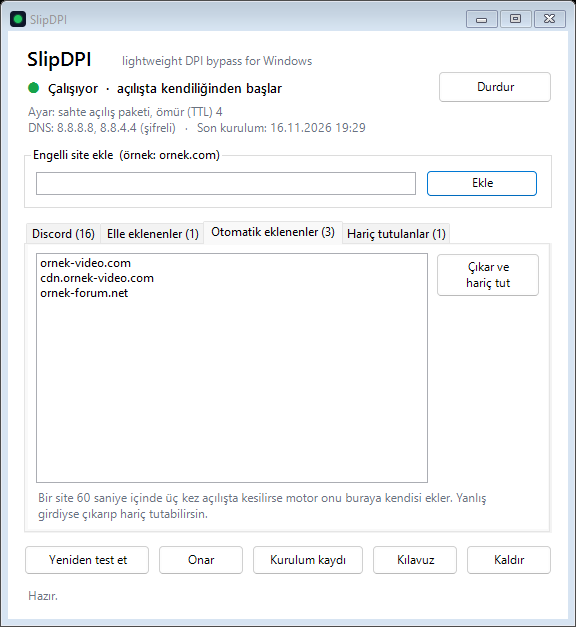 SlipDPI
SlipDPI
lightweight DPI bypass for Windows
Çalışıyor · açılışta kendiliğinden başlar
Durdur
Ayar: sahte açılış paketi, ömür (TTL) 4
DNS: 8.8.8.8, 8.8.4.4 (şifreli) · Son kurulum: 16.11.2026 19:29
Engelli site ekle (örnek: ornek.com)
Ekle
Discord (16)
Elle eklenenler (1)
Otomatik eklenenler (3)
Hariç tutulanlar (1)
ornek-video.com
cdn.ornek-video.com
ornek-forum.net
Çıkar ve
hariç tut
Bir site 60 saniye içinde üç kez açılışta kesilirse motor onu buraya kendisi ekler. Yanlış
girdiyse çıkarıp hariç tutabilirsin.
Yeniden test et
Onar
Kurulum kaydı
Kılavuz
Kaldır
Hazır.